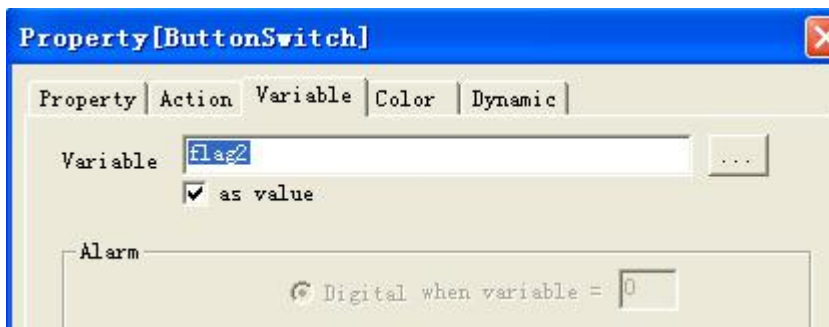 Property[ButtonSwitch]
Property Action Variable Color Dynamic
Variable flag2 ...
as value
Alarm
Digital when variable = 0